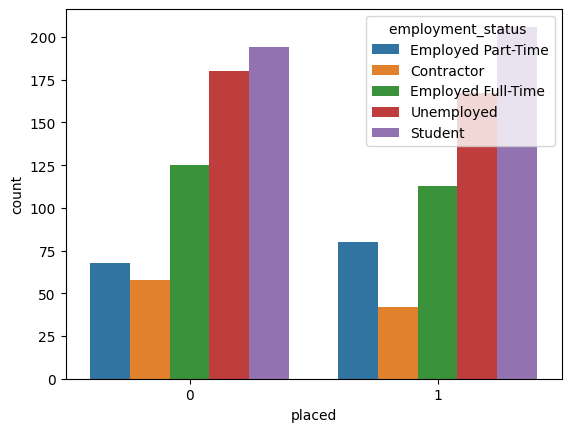 employment_status
Employed Part-Time
Contractor
Employed Full-Time
Unemployed
Student
200
175
150
125
100
75
50
25
0
count
0
1
placed